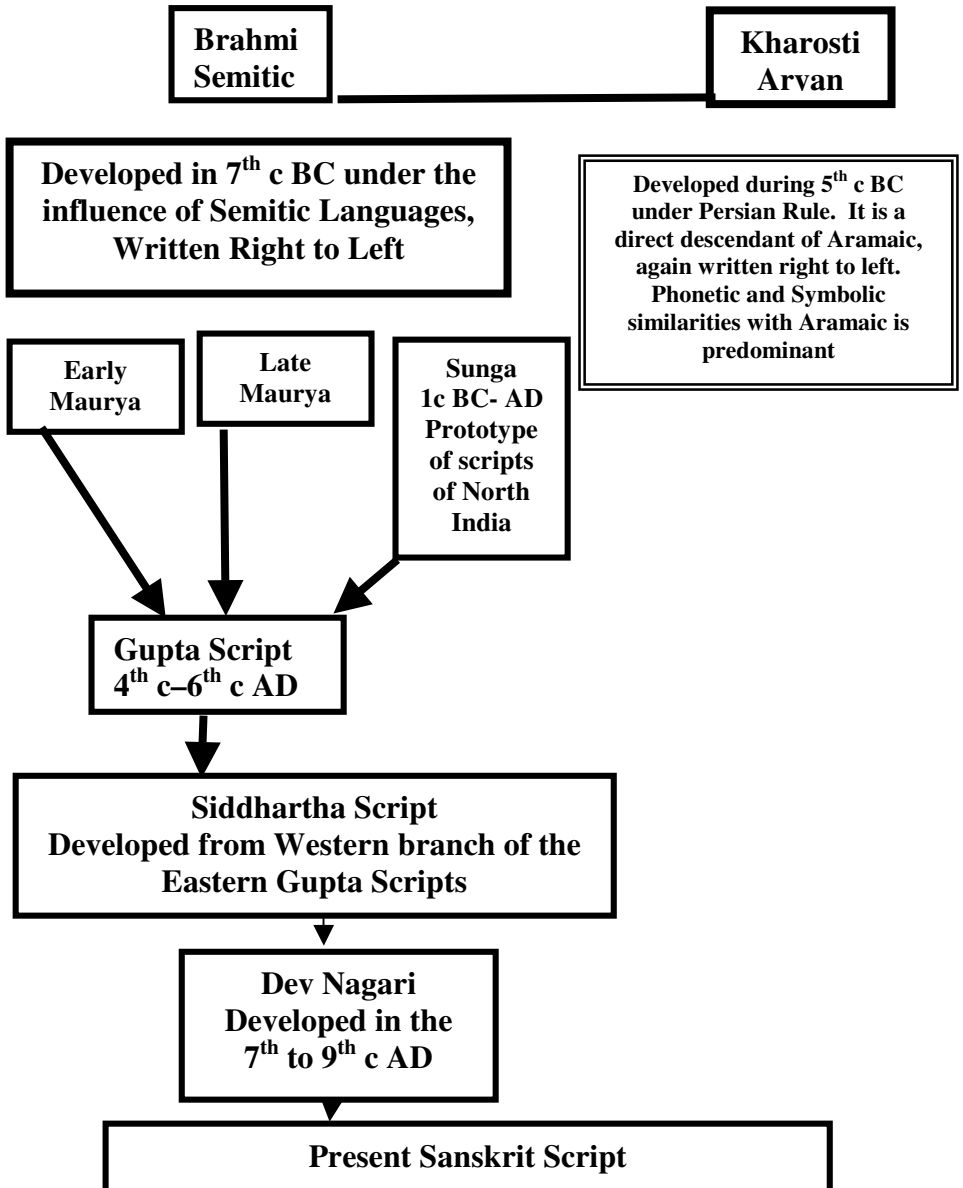 Brahmi
Semitic
Kharosti
Arvan
Developed in 7th c BC under the
influence of Semitic Languages,
Written Right to Left
Developed during 5th c BC
under Persian Rule. It is a
direct descendant of Aramaic,
again written right to left.
Phonetic and Symbolic
similarities with Aramaic is
predominant
Early
Maurya
Late
Maurya
Sunga
1c BC- AD
Prototype
of scripts
of North
India
Gupta Script
4th c–6th c AD
Siddhartha Script
Developed from Western branch of the
Eastern Gupta Scripts
Dev Nagari
Developed in the
7th to 9th c AD
Present Sanskrit Script